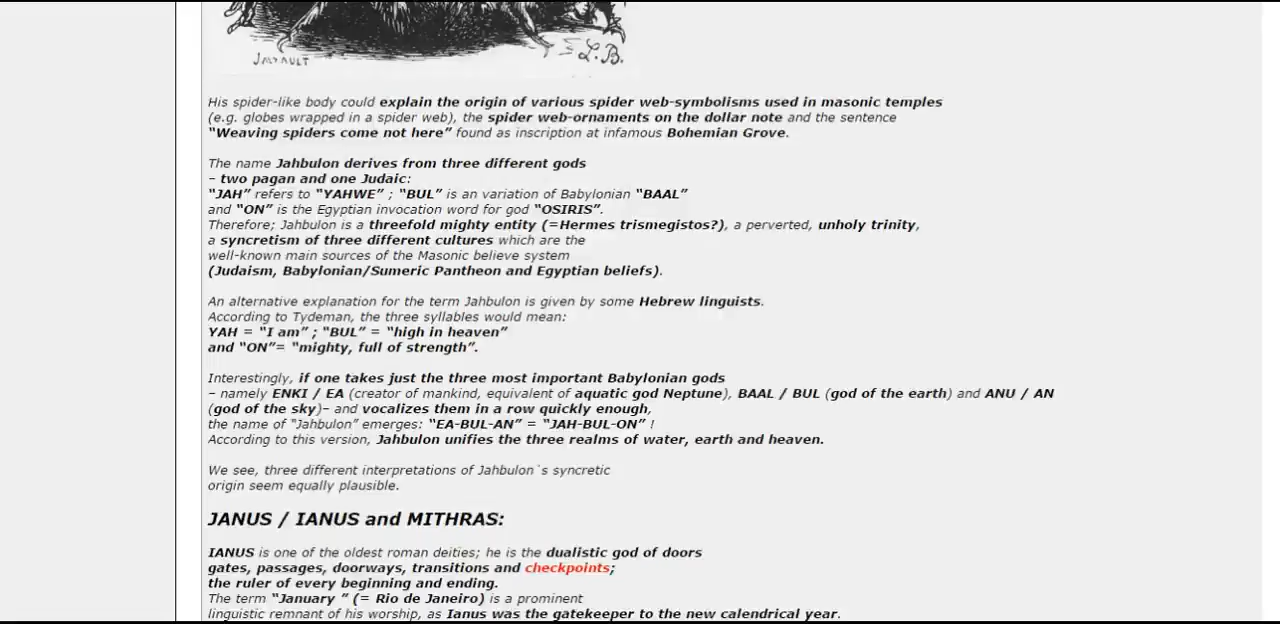 JARRAULT
L.B.
His spider-like body could explain the origin of various spider web-symbolisms used in masonic temples
(e.g. globes wrapped in a spider web), the spider web-ornaments on the dollar note and the sentence
“Weaving spiders come not here” found as inscription at infamous Bohemian Grove.
The name Jahbulon derives from three different gods
– two pagan and one Judaic:
“JAH” refers to “YAHWE” ; “BUL” is an variation of Babylonian “BAAL”
and “ON” is the Egyptian invocation word for god “OSIRIS”.
Therefore; Jahbulon is a threefold mighty entity (=Hermes trismegistos?), a perverted, unholy trinity,
a syncretism of three different cultures which are the
well-known main sources of the Masonic believe system
(Judaism, Babylonian/Sumeric Pantheon and Egyptian beliefs).
An alternative explanation for the term Jahbulon is given by some Hebrew linguists.
According to Tydeman, the three syllables would mean:
YAH = “I am” ; “BUL” = “high in heaven”
and “ON”= “mighty, full of strength”.
Interestingly, if one takes just the three most important Babylonian gods
– namely ENKI / EA (creator of mankind, equivalent of aquatic god Neptune), BAAL / BUL (god of the earth) and ANU / AN
(god of the sky)– and vocalizes them in a row quickly enough,
the name of “Jahbulon” emerges: “EA-BUL-AN” = “JAH-BUL-ON” !
According to this version, Jahbulon unifies the three realms of water, earth and heaven.
We see, three different interpretations of Jahbulon`s syncretic
origin seem equally plausible.
JANUS / IANUS and MITHRAS:
IANUS is one of the oldest roman deities; he is the dualistic god of doors
gates, passages, doorways, transitions and checkpoints;
the ruler of every beginning and ending.
The term “January ” (= Rio de Janeiro) is a prominent
linguistic remnant of his worship, as Ianus was the gatekeeper to the new calendrical year.